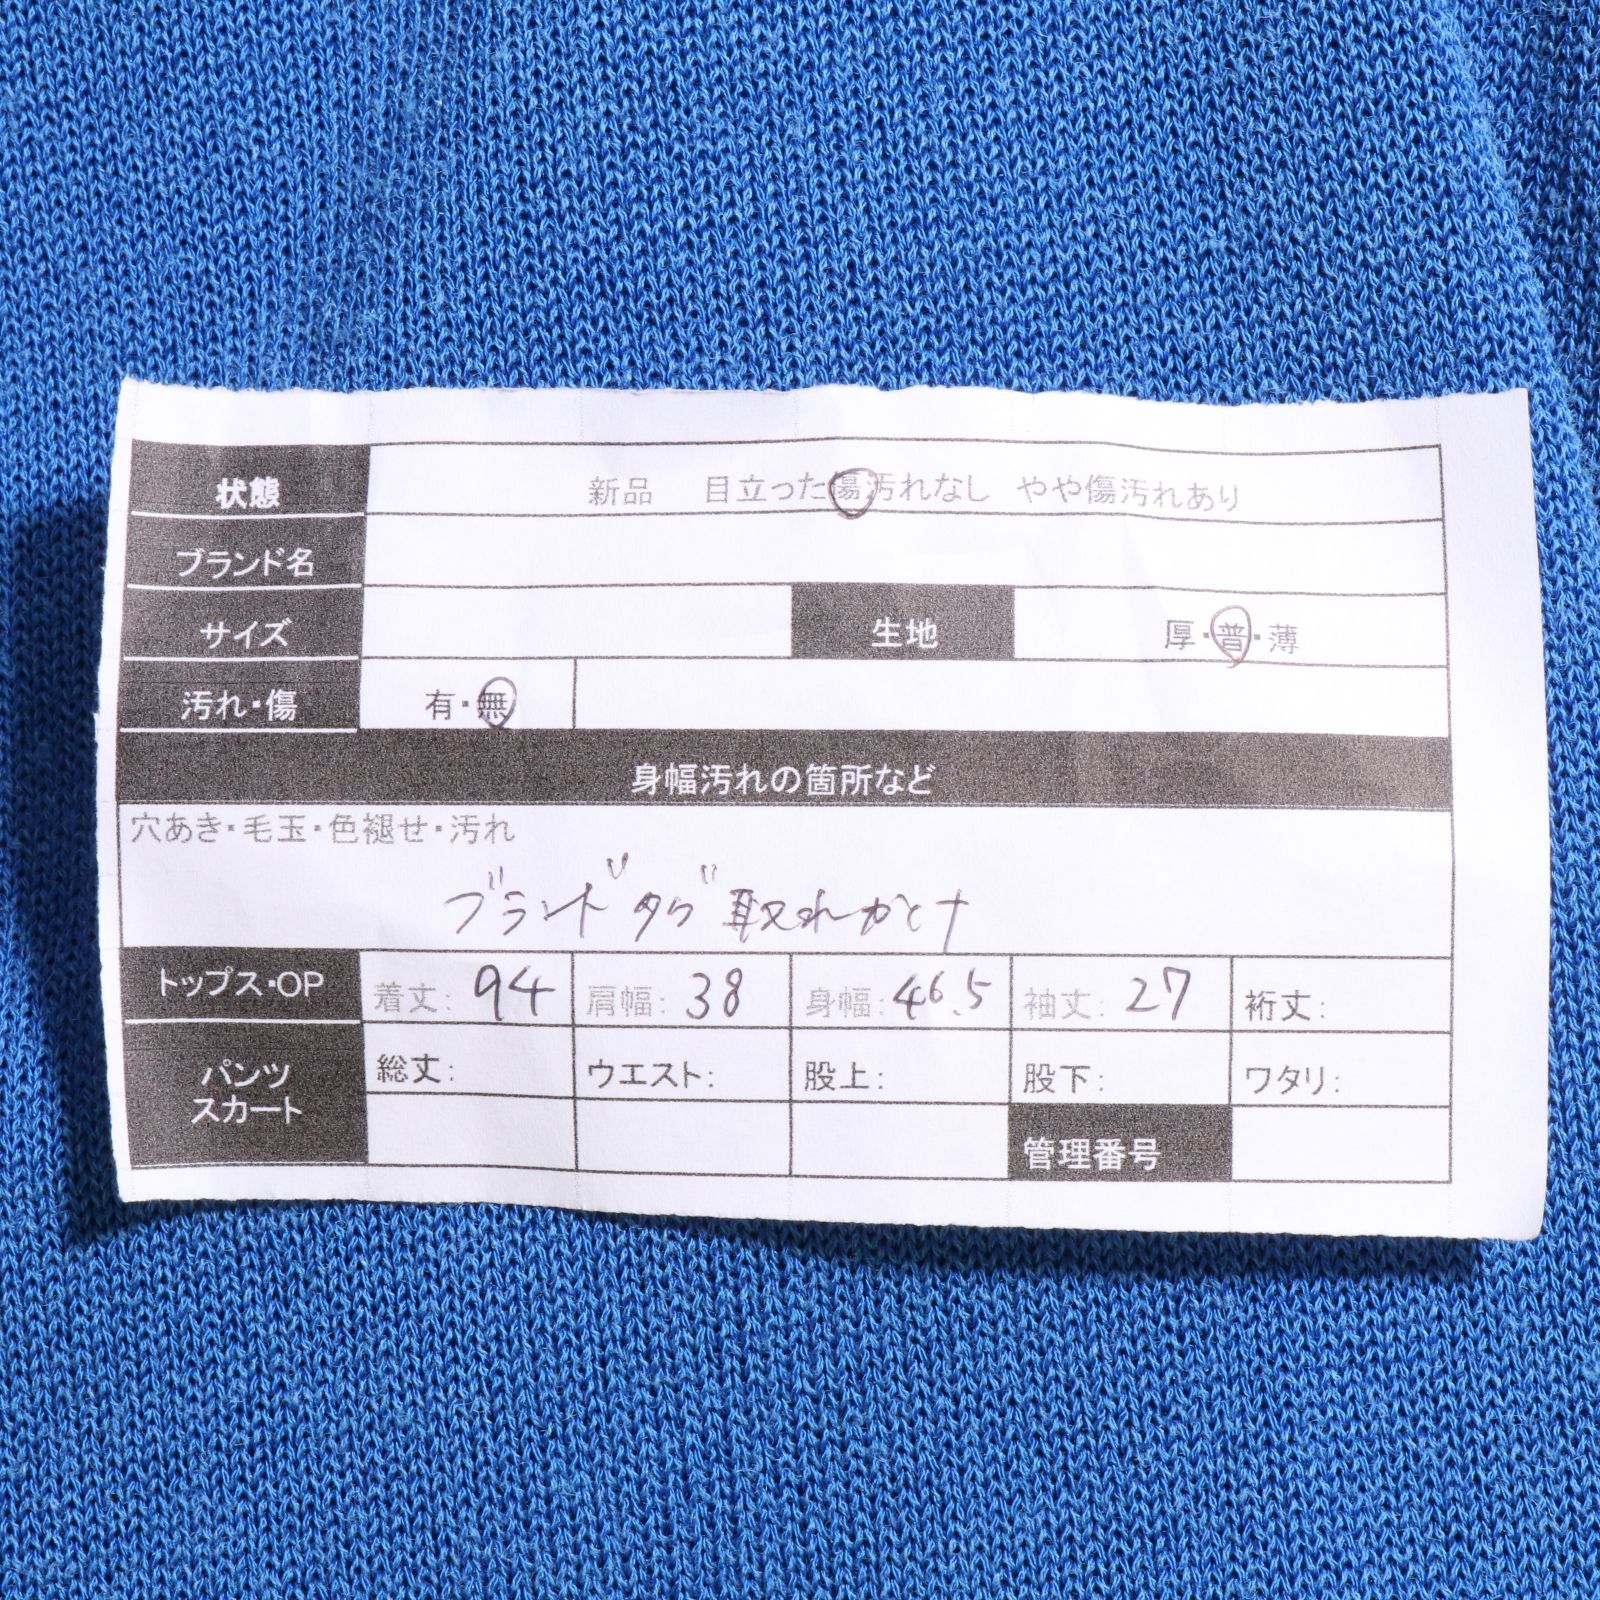 状態 新品 目立った傷汚れなし やや傷汚れあり
ブランド名
サイズ 生地 厚・普・薄
汚れ・傷 有・無
身幅汚れの箇所など
穴あき・毛玉・色褪せ・汚れ
ブランドタグ取れかけ
トップス・OP 着丈: 94 肩幅: 38 身幅: 46.5 袖丈: 27 裄丈:
パンツ 総丈: ウエスト: 股上: 股下: ワタリ:
スカート
管理番号